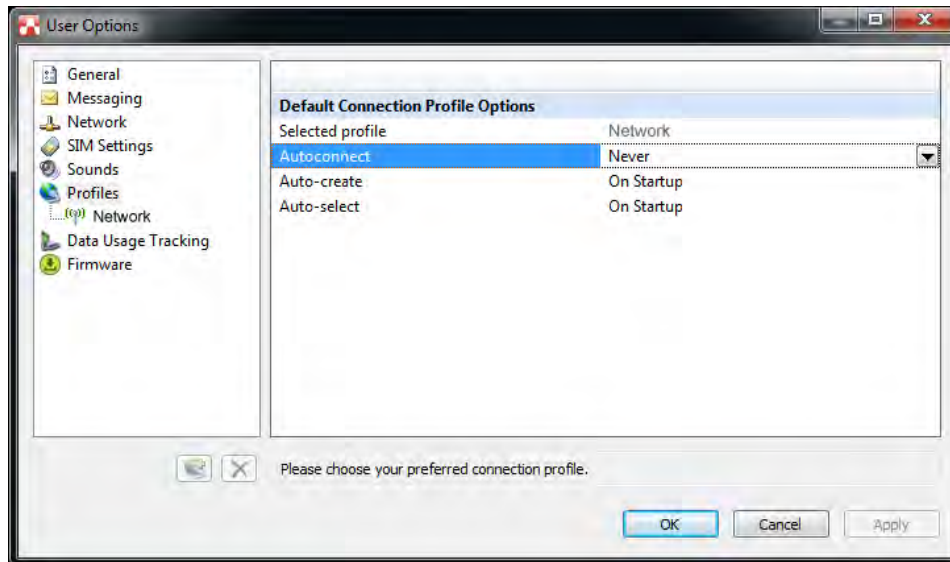 User Options
General
Messaging
Network
SIM Settings
Sounds
Profiles
Network
Data Usage Tracking
Firmware
Default Connection Profile Options
Selected profile Network
Autoconnect Never
Auto-create On Startup
Auto-select On Startup
Please choose your preferred connection profile.
OK Cancel Apply